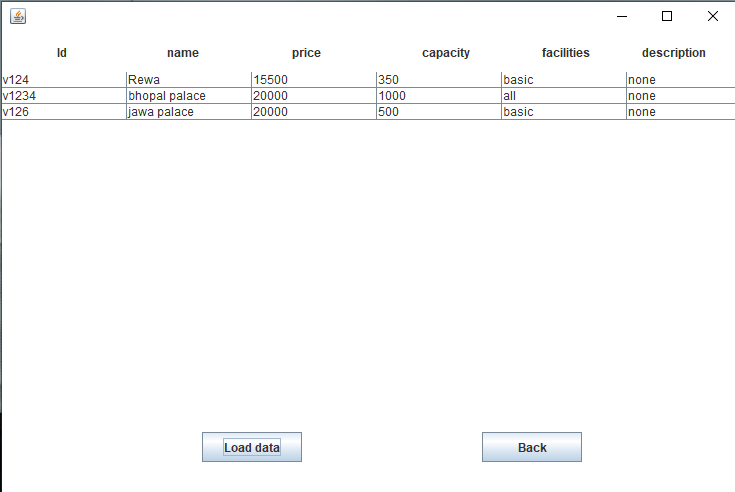 Id name price capacity facilities description
v124 Rewa 15500 350 basic none
v1234 bhopal palace 20000 1000 all none
v126 jawa palace 20000 500 basic none
Load data Back